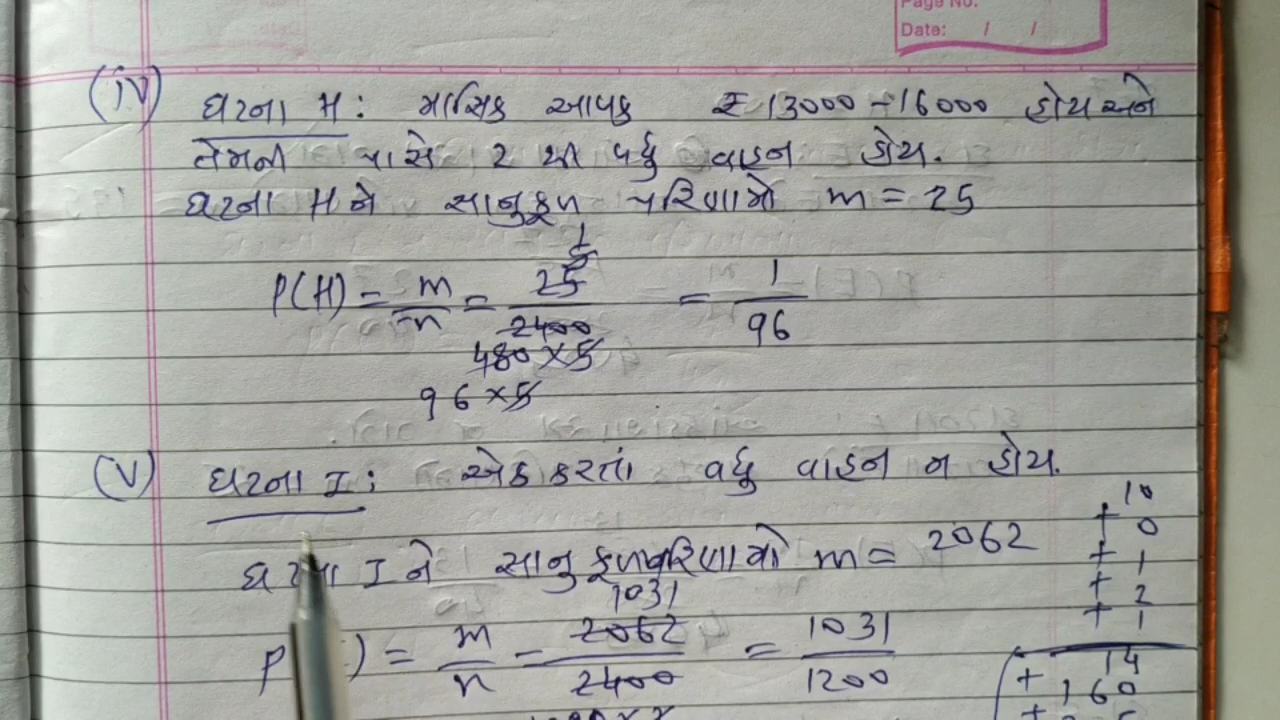 Page No.
Date: / /
(iv) ઘટના H : માસિક આવક ₹ 13000 - 16000 હોય અને
તેમની પાસે 2 થી વધુ વાહન હોય.
ઘટના H ને સાનુકૂળ પરિણામો m = 25
1
5
P(H) = m/n = 25/2400 = 1/96
480 × 5
96 × 5
(v) ઘટના I : એક કરતાં વધુ વાહન ન હોય.
ઘટના I ને સાનુકૂળ પરિણામો m = 2062
1031
P( ) = m/n = 2062/2400 = 1031/1200
10
+ 0
+ 1
+ 2
+ 1
14
+ 160